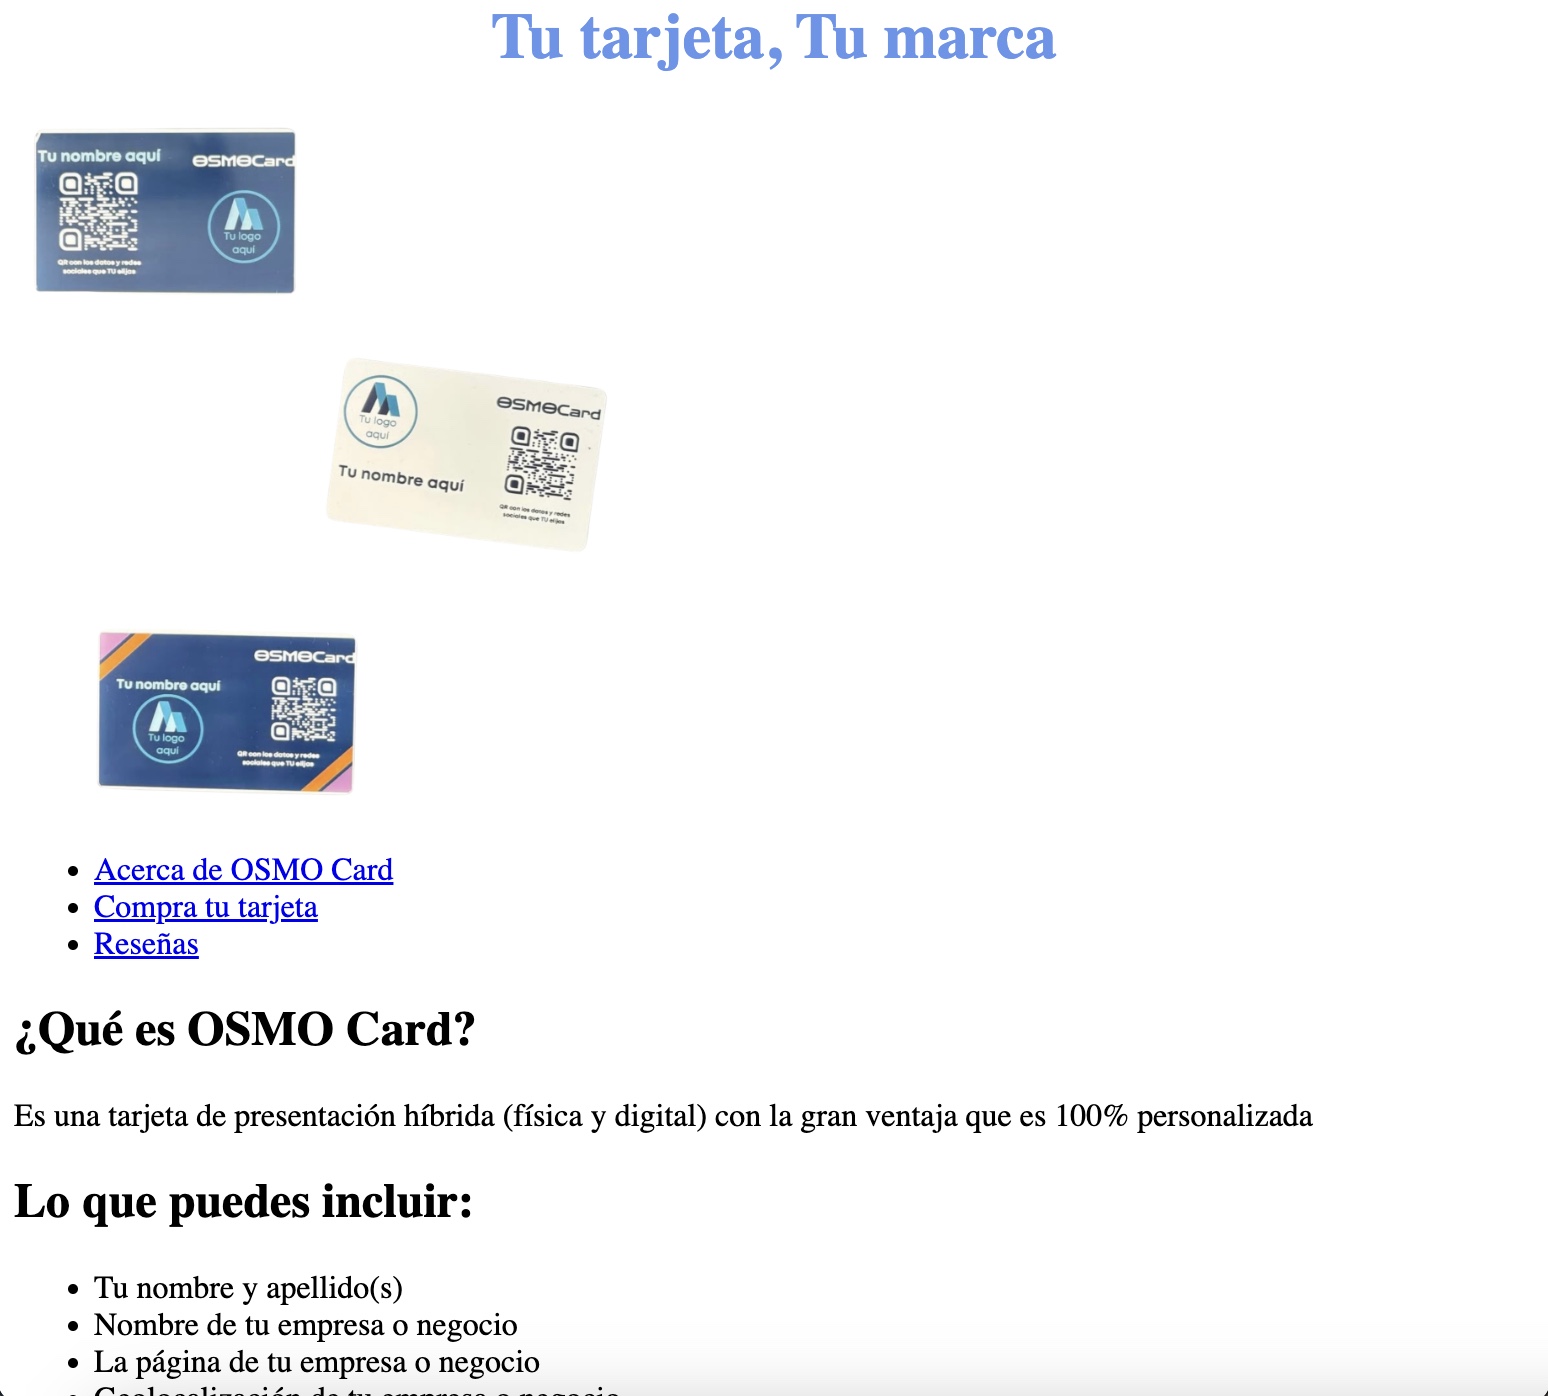 Tu tarjeta, Tu marca
Tu nombre aquí
OSMOCard
Tu logo
aquí
QR con los datos y redes
sociales que TU elijas
OSMOCard
Tu logo
aquí
Tu nombre aquí
QR con los datos y redes
sociales que TU elijas
OSMOCard
Tu nombre aquí
Tu logo
aquí
QR con los datos y redes
sociales que TU elijas
Acerca de OSMO Card
Compra tu tarjeta
Reseñas
¿Qué es OSMO Card?
Es una tarjeta de presentación híbrida (física y digital) con la gran ventaja que es 100% personalizada
Lo que puedes incluir:
Tu nombre y apellido(s)
Nombre de tu empresa o negocio
La página de tu empresa o negocio
Geolocalización de tu empresa o negocio